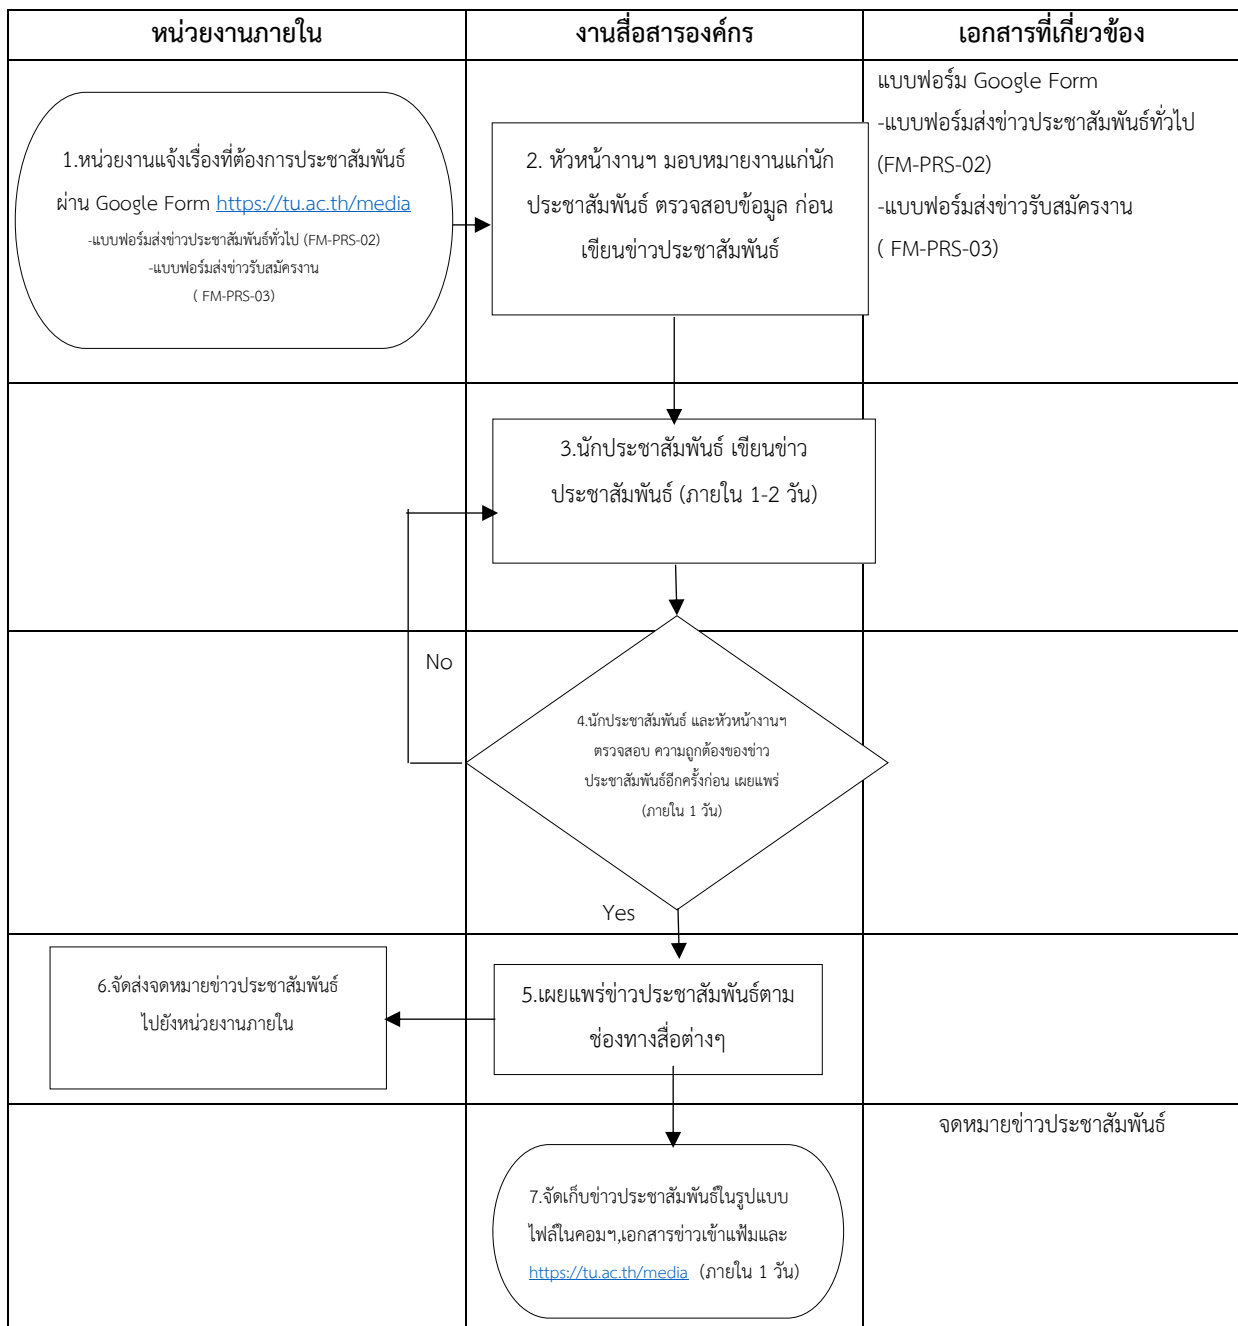 หน่วยงานภายใน
งานสื่อสารองค์กร
เอกสารที่เกี่ยวข้อง
1.หน่วยงานแจ้งเรื่องที่ต้องการประชาสัมพันธ์
ผ่าน Google Form https://tu.ac.th/media
-แบบฟอร์มส่งข่าวประชาสัมพันธ์ทั่วไป (FM-PRS-02)
-แบบฟอร์มส่งข่าวรับสมัครงาน
( FM-PRS-03)
2. หัวหน้างานฯ มอบหมายงานแก่นัก
ประชาสัมพันธ์ ตรวจสอบข้อมูล ก่อน
เขียนข่าวประชาสัมพันธ์
แบบฟอร์ม Google Form
-แบบฟอร์มส่งข่าวประชาสัมพันธ์ทั่วไป
(FM-PRS-02)
-แบบฟอร์มส่งข่าวรับสมัครงาน
( FM-PRS-03)
3.นักประชาสัมพันธ์ เขียนข่าว
ประชาสัมพันธ์ (ภายใน 1-2 วัน)
No
4.นักประชาสัมพันธ์ และหัวหน้างานฯ
ตรวจสอบ ความถูกต้องของข่าว
ประชาสัมพันธ์อีกครั้งก่อน เผยแพร่
(ภายใน 1 วัน)
Yes
6.จัดส่งจดหมายข่าวประชาสัมพันธ์
ไปยังหน่วยงานภายใน
5.เผยแพร่ข่าวประชาสัมพันธ์ตาม
ช่องทางสื่อต่างๆ
จดหมายข่าวประชาสัมพันธ์
7.จัดเก็บข่าวประชาสัมพันธ์ในรูปแบบ
ไฟล์ในคอมฯ,เอกสารข่าวเข้าแฟ้มและ
https://tu.ac.th/media (ภายใน 1 วัน)